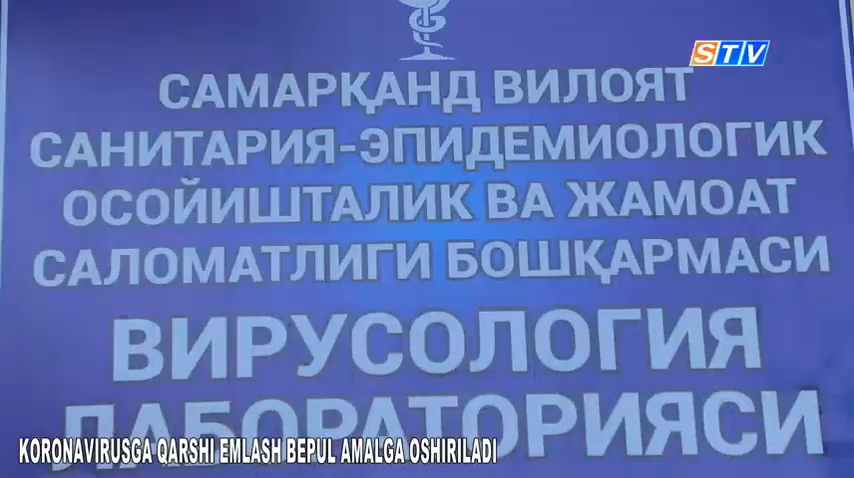 STV
САМАРҚАНД ВИЛОЯТ
САНИТАРИЯ-ЭПИДЕМИОЛОГИК
ОСОЙИШТАЛИК ВА ЖАМОАТ
САЛОМАТЛИГИ БОШҚАРМАСИ
ВИРУСОЛОГИЯ
ЛАБОРАТОРИЯСИ
KORONAVIRUSGA QARSHI EMLASH BEPUL AMALGA OSHIRILADI